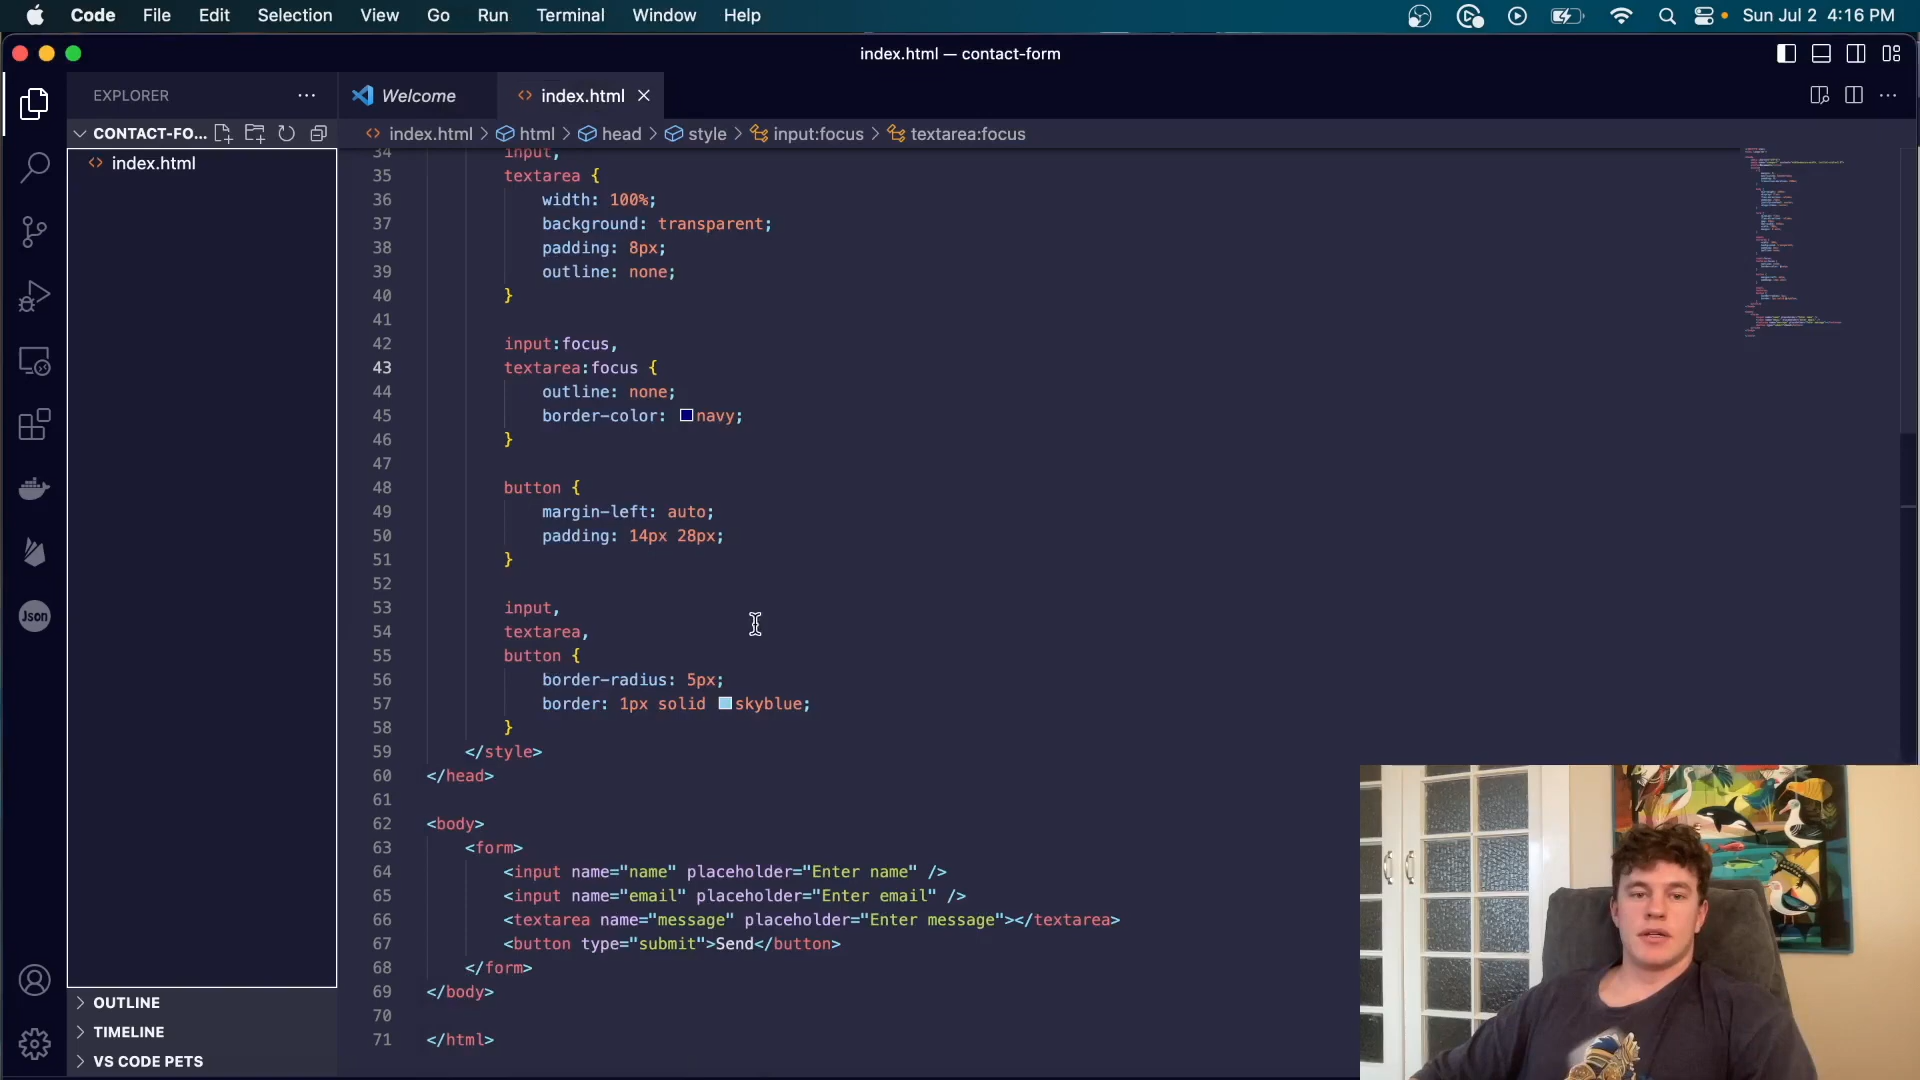 Code File Edit Selection View Go Run Terminal Window Help Sun Jul 2 4:16 PM
index.html — contact-form
EXPLORER
Welcome
index.html
CONTACT-FO...
index.html > html > head > style > input:focus > textarea:focus
index.html
34 input,
35 textarea {
36 width: 100%;
37 background: transparent;
38 padding: 8px;
39 outline: none;
40 }
41
42 input:focus,
43 textarea:focus {
44 outline: none;
45 border-color: navy;
46 }
47
48 button {
49 margin-left: auto;
50 padding: 14px 28px;
51 }
52
53 input,
54 textarea,
55 button {
56 border-radius: 5px;
57 border: 1px solid skyblue;
58 }
59 </style>
60 </head>
61
62 <body>
63 <form>
64 <input name="name" placeholder="Enter name" />
65 <input name="email" placeholder="Enter email" />
66 <textarea name="message" placeholder="Enter message"></textarea>
67 <button type="submit">Send</button>
68 </form>
69 </body>
70
71 </html>
Json
OUTLINE
TIMELINE
VS CODE PETS